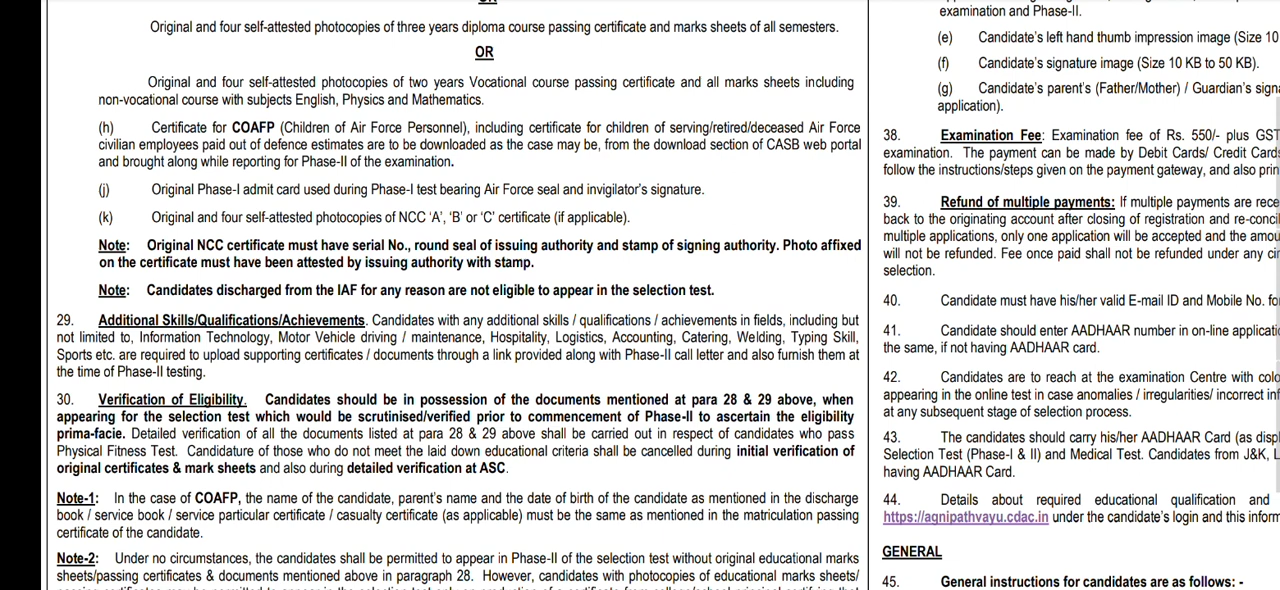 OR
Original and four self-attested photocopies of three years diploma course passing certificate and marks sheets of all semesters.
OR
Original and four self-attested photocopies of two years Vocational course passing certificate and all marks sheets including
non-vocational course with subjects English, Physics and Mathematics.
(h) Certificate for COAFP (Children of Air Force Personnel), including certificate for children of serving/retired/deceased Air Force
civilian employees paid out of defence estimates are to be downloaded as the case may be, from the download section of CASB web portal
and brought along while reporting for Phase-II of the examination.
(j) Original Phase-I admit card used during Phase-I test bearing Air Force seal and invigilator's signature.
(k) Original and four self-attested photocopies of NCC 'A', 'B' or 'C' certificate (if applicable).
Note: Original NCC certificate must have serial No., round seal of issuing authority and stamp of signing authority. Photo affixed
on the certificate must have been attested by issuing authority with stamp.
Note: Candidates discharged from the IAF for any reason are not eligible to appear in the selection test.
29. Additional Skills/Qualifications/Achievements. Candidates with any additional skills / qualifications / achievements in fields, including but
not limited to, Information Technology, Motor Vehicle driving / maintenance, Hospitality, Logistics, Accounting, Catering, Welding, Typing Skill,
Sports etc. are required to upload supporting certificates / documents through a link provided along with Phase-II call letter and also furnish them at
the time of Phase-II testing.
30. Verification of Eligibility. Candidates should be in possession of the documents mentioned at para 28 & 29 above, when
appearing for the selection test which would be scrutinised/verified prior to commencement of Phase-II to ascertain the eligibility
prima-facie. Detailed verification of all the documents listed at para 28 & 29 above shall be carried out in respect of candidates who pass
Physical Fitness Test. Candidature of those who do not meet the laid down educational criteria shall be cancelled during initial verification of
original certificates & mark sheets and also during detailed verification at ASC.
Note-1: In the case of COAFP, the name of the candidate, parent's name and the date of birth of the candidate as mentioned in the discharge
book / service book / service particular certificate / casualty certificate (as applicable) must be the same as mentioned in the matriculation passing
certificate of the candidate.
Note-2: Under no circumstances, the candidates shall be permitted to appear in Phase-II of the selection test without original educational marks
sheets/passing certificates & documents mentioned above in paragraph 28. However, candidates with photocopies of educational marks sheets/
examination and Phase-II.
(e) Candidate's left hand thumb impression image (Size 10
(f) Candidate's signature image (Size 10 KB to 50 KB).
(g) Candidate's parent's (Father/Mother) / Guardian's sign
application).
38. Examination Fee: Examination fee of Rs. 550/- plus GST
examination. The payment can be made by Debit Cards/ Credit Card
follow the instructions/steps given on the payment gateway, and also prin
39. Refund of multiple payments: If multiple payments are rece
back to the originating account after closing of registration and re-conci
multiple applications, only one application will be accepted and the amo
will not be refunded. Fee once paid shall not be refunded under any ci
selection.
40. Candidate must have his/her valid E-mail ID and Mobile No. fo
41. Candidate should enter AADHAAR number in on-line applicati
the same, if not having AADHAAR card.
42. Candidates are to reach at the examination Centre with colo
appearing in the online test in case anomalies / irregularities/ incorrect inf
at any subsequent stage of selection process.
43. The candidates should carry his/her AADHAAR Card (as disp
Selection Test (Phase-I & II) and Medical Test. Candidates from J&K, L
having AADHAAR Card.
44. Details about required educational qualification and
https://agnipathvayu.cdac.in under the candidate's login and this inform
GENERAL
45. General instructions for candidates are as follows: -